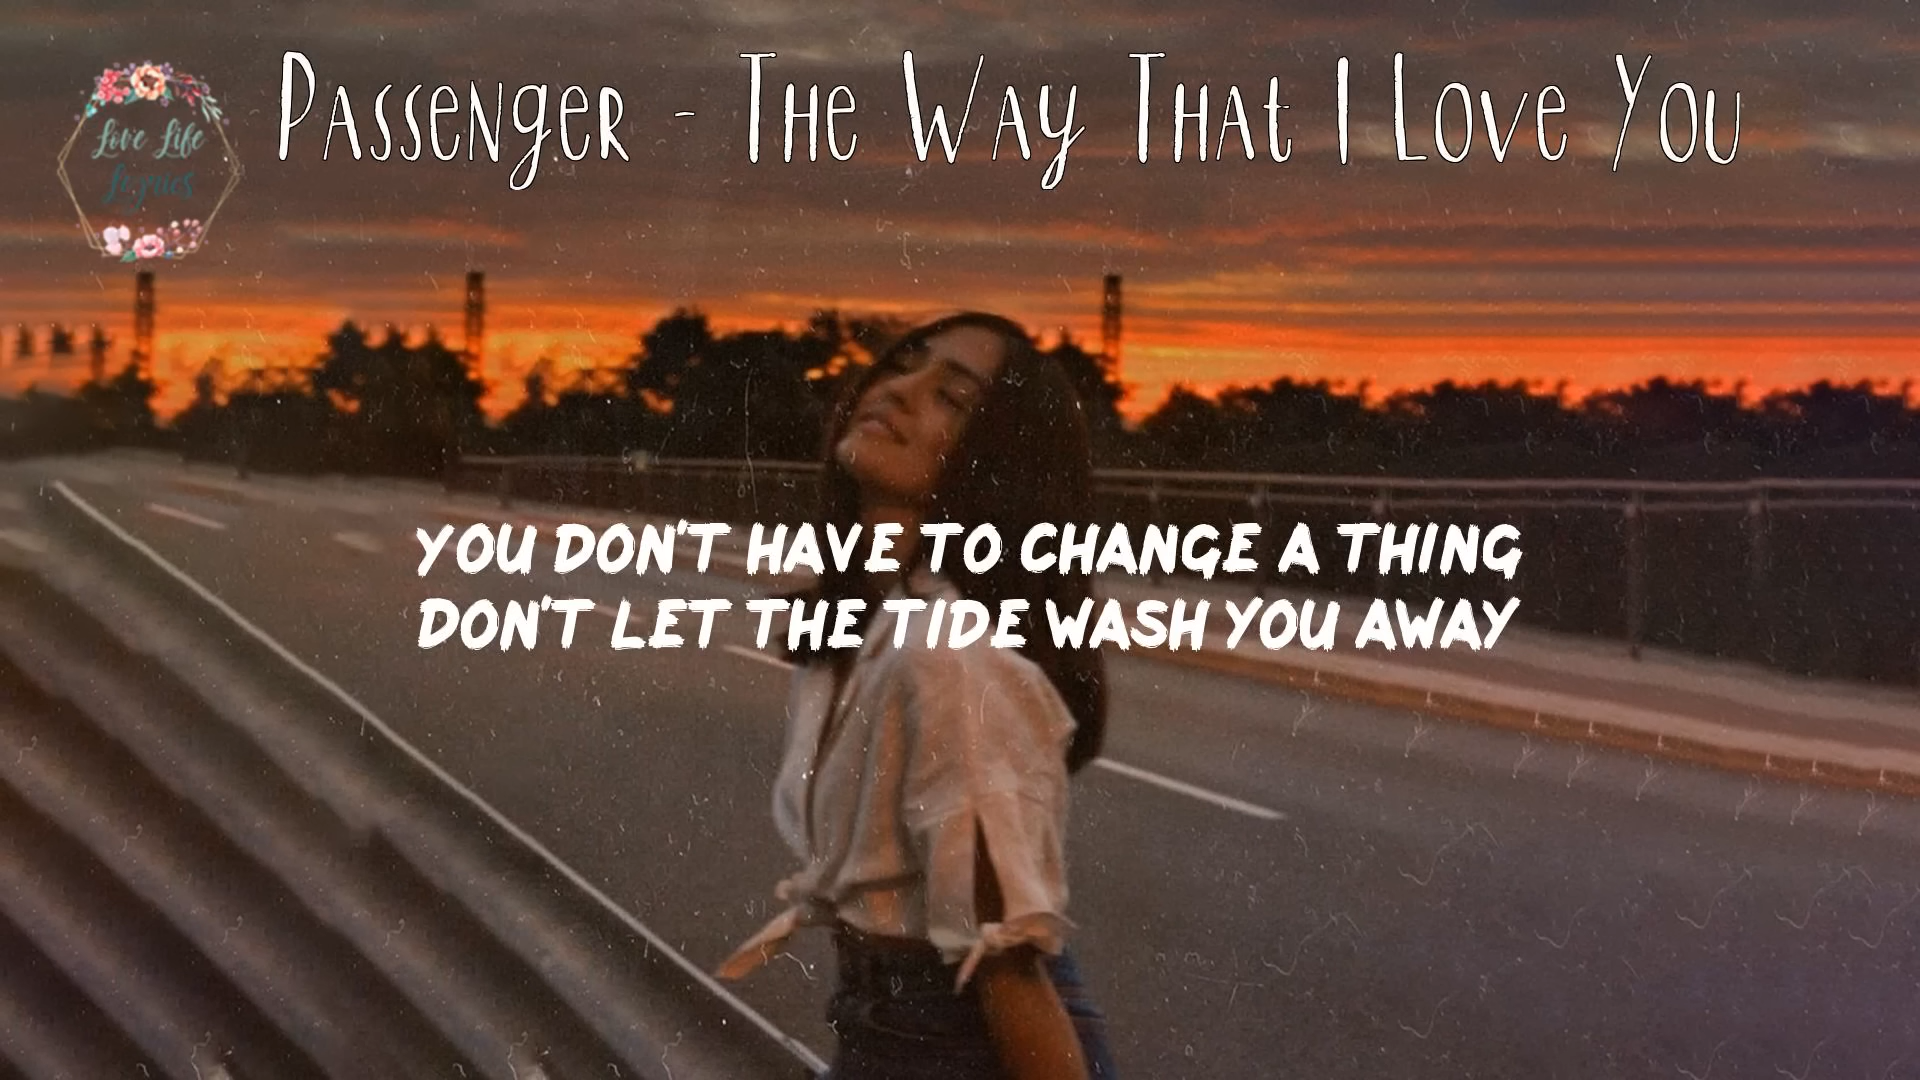 Passenger - The Way That I Love You
Love Life
Lyrics
YOU DON'T HAVE TO CHANGE A THING
DON'T LET THE TIDE WASH YOU AWAY